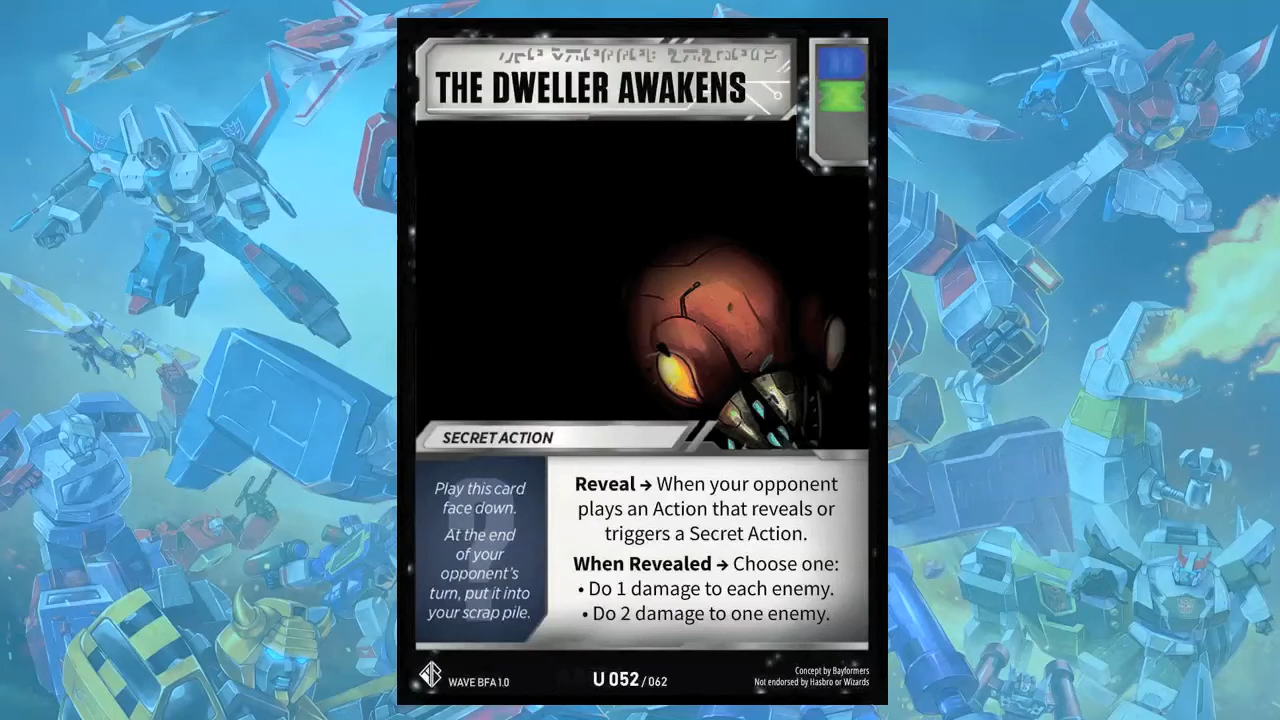 THE DWELLER AWAKENS
SECRET ACTION
Play this card
face down.
At the end
of your
opponent's
turn, put it into
your scrap pile.
Reveal → When your opponent
plays an Action that reveals or
triggers a Secret Action.
When Revealed → Choose one:
• Do 1 damage to each enemy.
• Do 2 damage to one enemy.
WAVE BFA 1.0
U 052 / 062
Concept by Bayformers
Not endorsed by Hasbro or Wizards